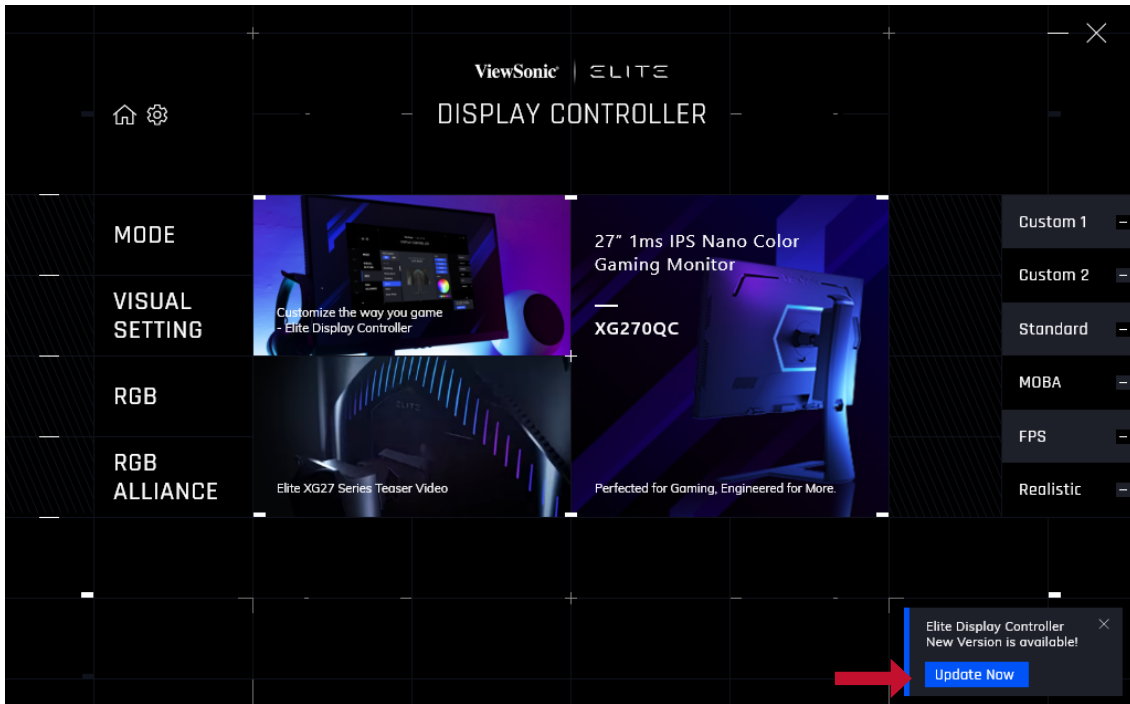 ViewSonic ELITE
DISPLAY CONTROLLER
MODE
VISUAL
SETTING
RGB
RGB
ALLIANCE
Customize the way you game
- Elite Display Controller
ELITE
Elite XG27 Series Teaser Video
27" 1ms IPS Nano Color
Gaming Monitor
XG270QC
Perfected for Gaming, Engineered for More.
Custom 1
Custom 2
Standard
MOBA
FPS
Realistic
Elite Display Controller
New Version is available!
Update Now